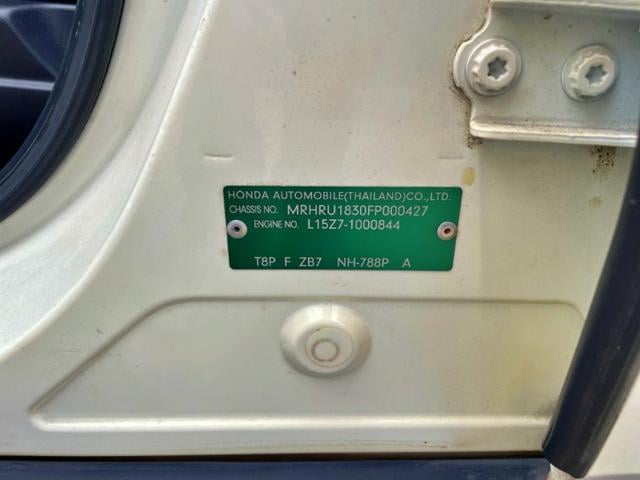 HONDA AUTOMOBILE(THAILAND)CO.,LTD.
CHASSIS NO. MRHRU1830FP000427
ENGINE NO. L15Z7-1000844
T8P F ZB7 NH-788P A